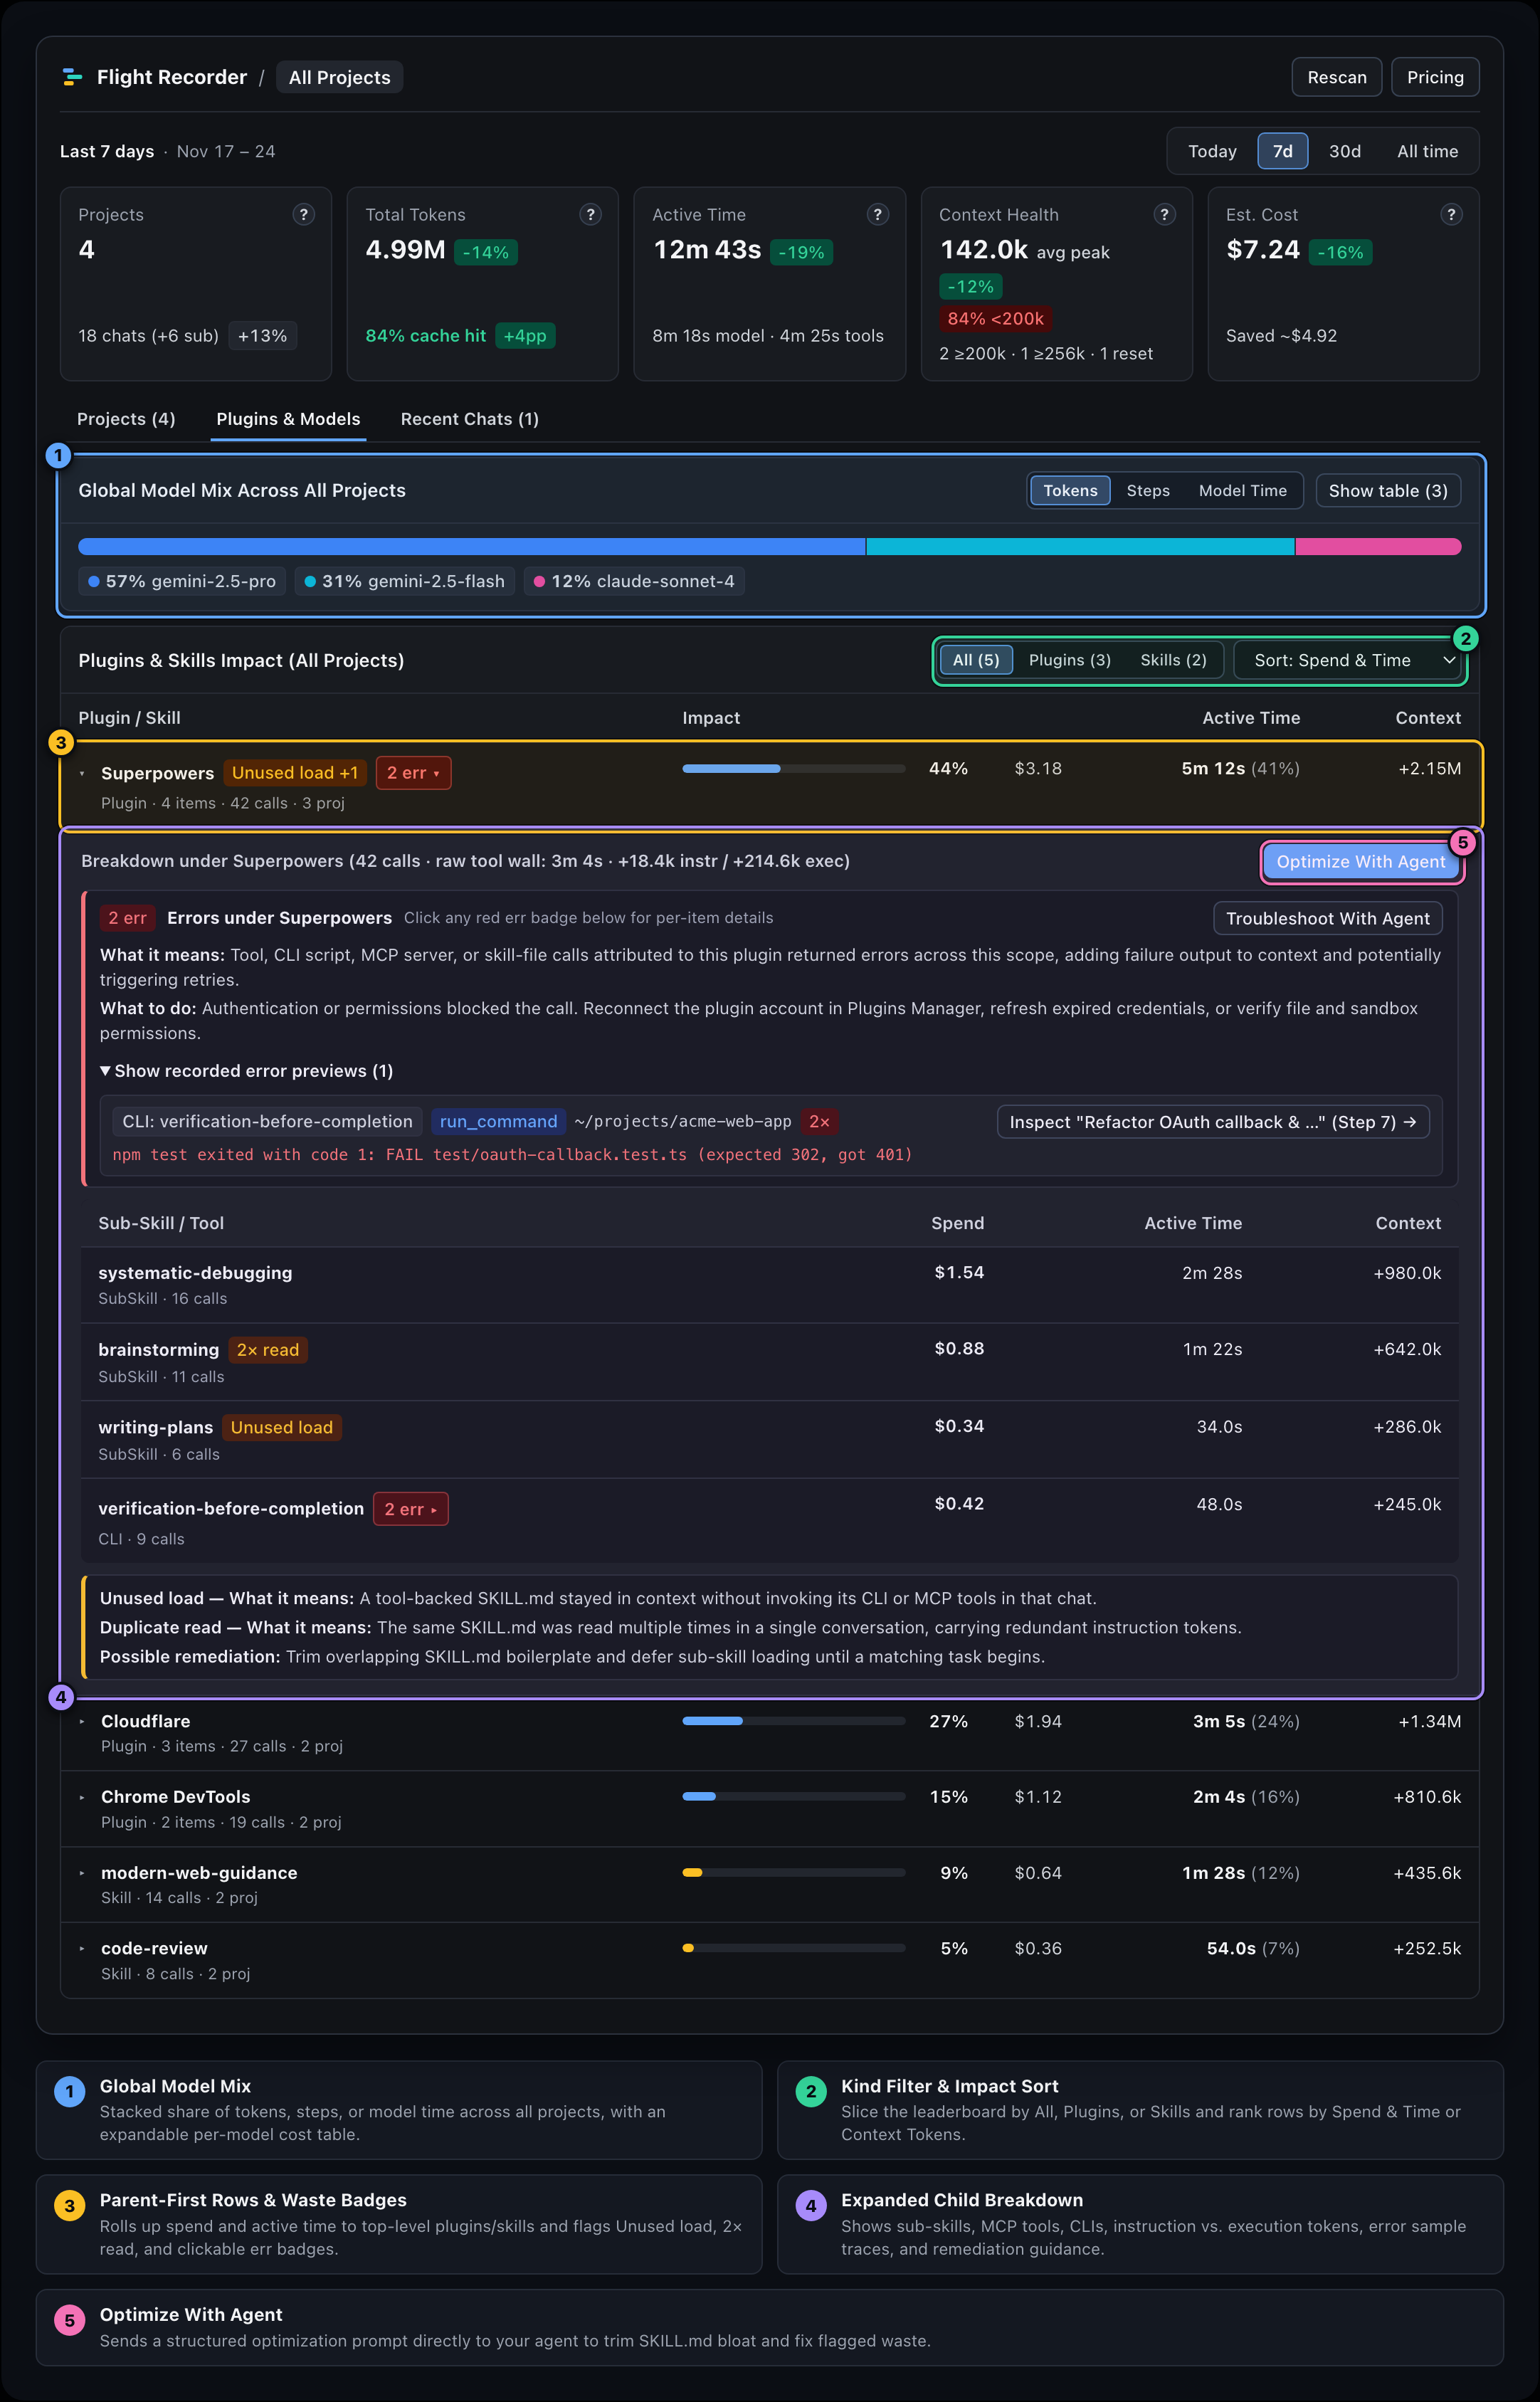 Flight Recorder / All Projects
Rescan
Pricing
Last 7 days · Nov 17 – 24
Today
7d
30d
All time
Projects ?
4
18 chats (+6 sub) +13%
Total Tokens ?
4.99M -14%
84% cache hit +4pp
Active Time ?
12m 43s -19%
8m 18s model · 4m 25s tools
Context Health ?
142.0k avg peak
-12%
84% <200k
2 ≥200k · 1 ≥256k · 1 reset
Est. Cost ?
$7.24 -16%
Saved ~$4.92
Projects (4)
Plugins & Models
Recent Chats (1)
1
Global Model Mix Across All Projects
Tokens
Steps
Model Time
Show table (3)
57% gemini-2.5-pro
31% gemini-2.5-flash
12% claude-sonnet-4
2
Plugins & Skills Impact (All Projects)
All (5)
Plugins (3)
Skills (2)
Sort: Spend & Time
Plugin / Skill Impact Active Time Context
3
▾ Superpowers Unused load +1 2 err ▾ 44% $3.18 5m 12s (41%) +2.15M
Plugin · 4 items · 42 calls · 3 proj
5
Breakdown under Superpowers (42 calls · raw tool wall: 3m 4s · +18.4k instr / +214.6k exec)
Optimize With Agent
2 err Errors under Superpowers Click any red err badge below for per-item details
Troubleshoot With Agent
What it means: Tool, CLI script, MCP server, or skill-file calls attributed to this plugin returned errors across this scope, adding failure output to context and potentially
triggering retries.
What to do: Authentication or permissions blocked the call. Reconnect the plugin account in Plugins Manager, refresh expired credentials, or verify file and sandbox
permissions.
▼ Show recorded error previews (1)
CLI: verification-before-completion run_command ~/projects/acme-web-app 2×
Inspect "Refactor OAuth callback & ..." (Step 7) →
npm test exited with code 1: FAIL test/oauth-callback.test.ts (expected 302, got 401)
Sub-Skill / Tool Spend Active Time Context
systematic-debugging $1.54 2m 28s +980.0k
SubSkill · 16 calls
brainstorming 2× read $0.88 1m 22s +642.0k
SubSkill · 11 calls
writing-plans Unused load $0.34 34.0s +286.0k
SubSkill · 6 calls
verification-before-completion 2 err ▸ $0.42 48.0s +245.0k
CLI · 9 calls
Unused load — What it means: A tool-backed SKILL.md stayed in context without invoking its CLI or MCP tools in that chat.
Duplicate read — What it means: The same SKILL.md was read multiple times in a single conversation, carrying redundant instruction tokens.
Possible remediation: Trim overlapping SKILL.md boilerplate and defer sub-skill loading until a matching task begins.
4
▸ Cloudflare 27% $1.94 3m 5s (24%) +1.34M
Plugin · 3 items · 27 calls · 2 proj
▸ Chrome DevTools 15% $1.12 2m 4s (16%) +810.6k
Plugin · 2 items · 19 calls · 2 proj
▸ modern-web-guidance 9% $0.64 1m 28s (12%) +435.6k
Skill · 14 calls · 2 proj
▸ code-review 5% $0.36 54.0s (7%) +252.5k
Skill · 8 calls · 2 proj
1 Global Model Mix
Stacked share of tokens, steps, or model time across all projects, with an
expandable per-model cost table.
2 Kind Filter & Impact Sort
Slice the leaderboard by All, Plugins, or Skills and rank rows by Spend & Time or
Context Tokens.
3 Parent-First Rows & Waste Badges
Rolls up spend and active time to top-level plugins/skills and flags Unused load, 2×
read, and clickable err badges.
4 Expanded Child Breakdown
Shows sub-skills, MCP tools, CLIs, instruction vs. execution tokens, error sample
traces, and remediation guidance.
5 Optimize With Agent
Sends a structured optimization prompt directly to your agent to trim SKILL.md bloat and fix flagged waste.